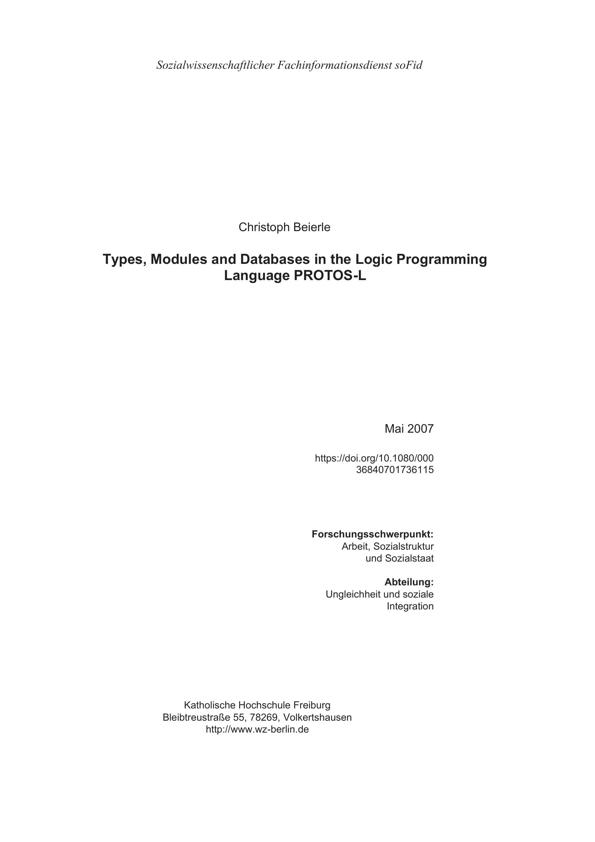 Sozialwissenschaftlicher Fachinformationsdienst soFid
Christoph Beierle
Types, Modules and Databases in the Logic Programming
Language PROTOS-L
Mai 2007
https://doi.org/10.1080/000
36840701736115
Forschungsschwerpunkt:
Arbeit, Sozialstruktur
und Sozialstaat
Abteilung:
Ungleichheit und soziale
Integration
Katholische Hochschule Freiburg
Bleibtreustraße 55, 78269, Volkertshausen
http://www.wz-berlin.de